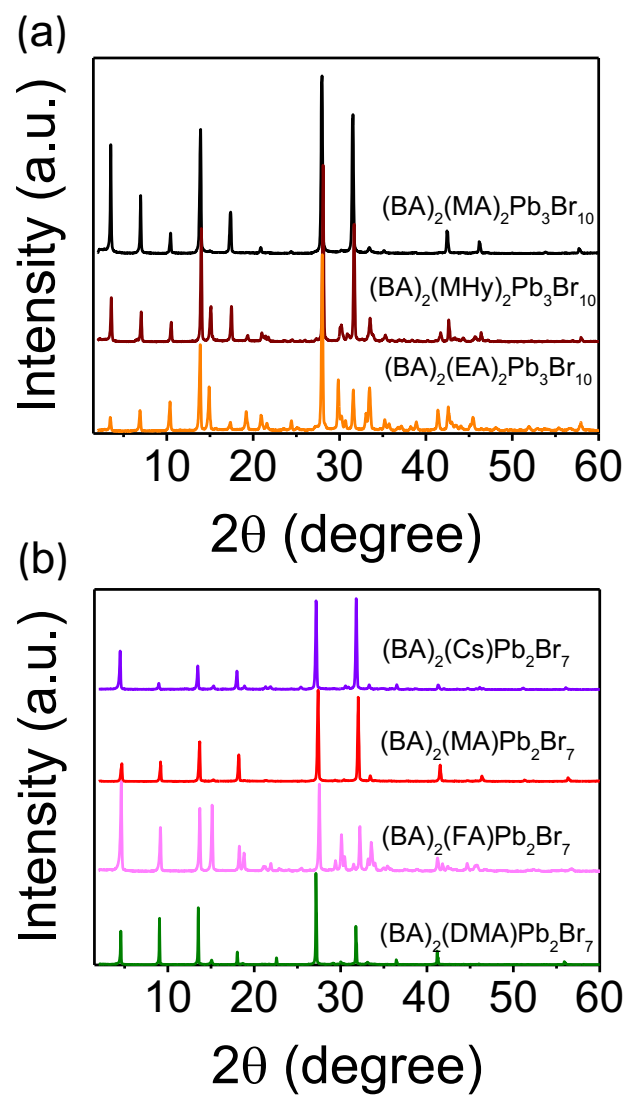 (a)
Intensity (a.u.)
(BA)₂(MA)₂Pb₃Br₁₀
(BA)₂(MHy)₂Pb₃Br₁₀
(BA)₂(EA)₂Pb₃Br₁₀
10 20 30 40 50 60
2θ (degree)
(b)
Intensity (a.u.)
(BA)₂(Cs)Pb₂Br₇
(BA)₂(MA)Pb₂Br₇
(BA)₂(FA)Pb₂Br₇
(BA)₂(DMA)Pb₂Br₇
10 20 30 40 50 60
2θ (degree)